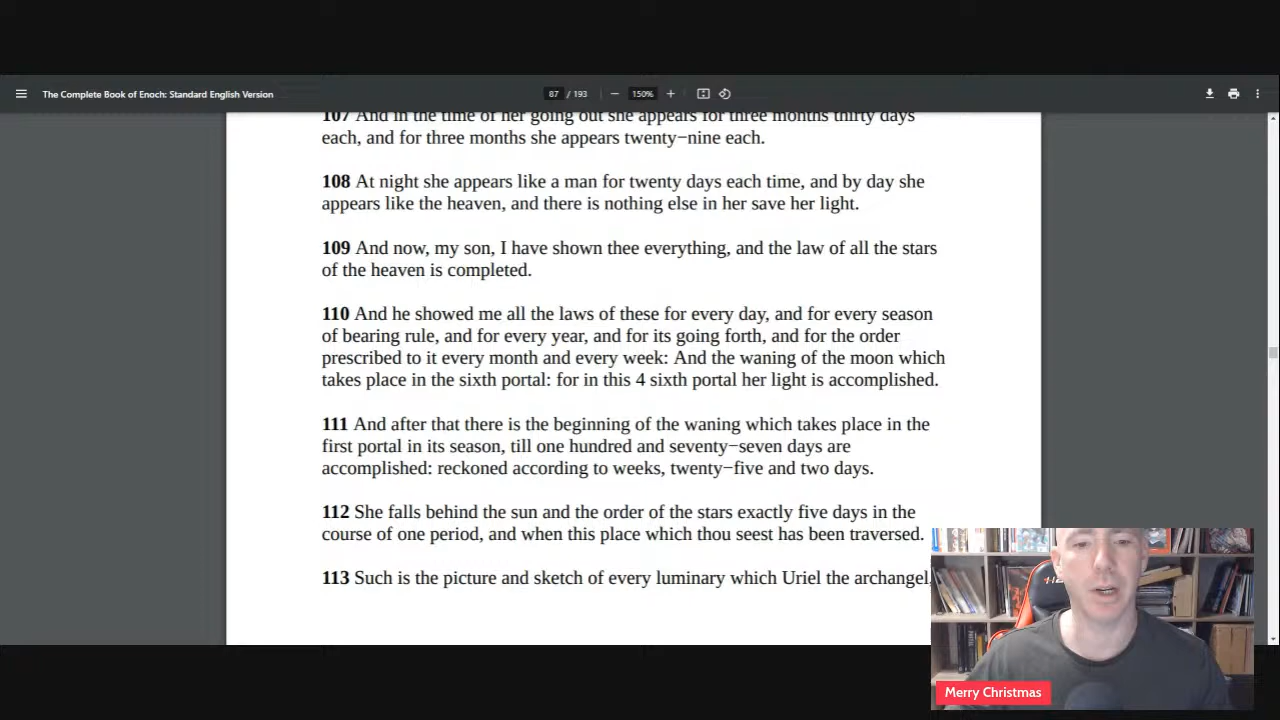 The Complete Book of Enoch: Standard English Version
87 / 193
150%
107 And in the time of her going out she appears for three months thirty days
each, and for three months she appears twenty−nine each.
108 At night she appears like a man for twenty days each time, and by day she
appears like the heaven, and there is nothing else in her save her light.
109 And now, my son, I have shown thee everything, and the law of all the stars
of the heaven is completed.
110 And he showed me all the laws of these for every day, and for every season
of bearing rule, and for every year, and for its going forth, and for the order
prescribed to it every month and every week: And the waning of the moon which
takes place in the sixth portal: for in this 4 sixth portal her light is accomplished.
111 And after that there is the beginning of the waning which takes place in the
first portal in its season, till one hundred and seventy−seven days are
accomplished: reckoned according to weeks, twenty−five and two days.
112 She falls behind the sun and the order of the stars exactly five days in the
course of one period, and when this place which thou seest has been traversed.
113 Such is the picture and sketch of every luminary which Uriel the archangel,
Merry Christmas